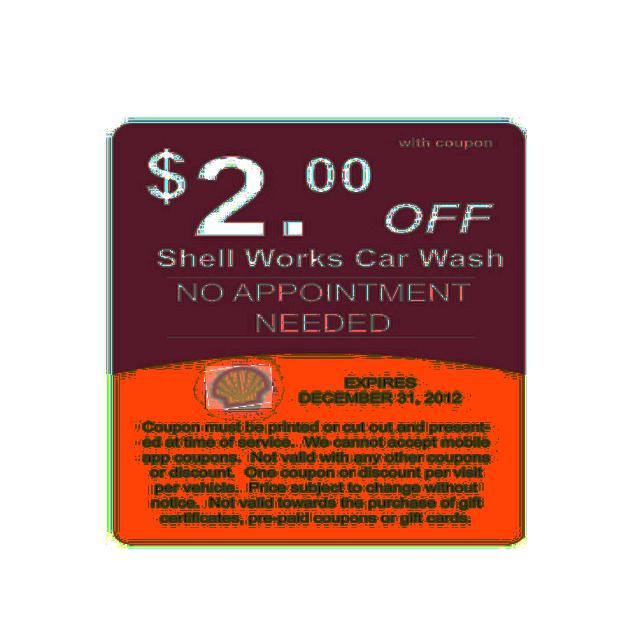 with coupon
$2.00
OFF
Shell Works Car Wash
NO APPOINTMENT
NEEDED
EXPIRES
DECEMBER 31, 2012
Coupon must be printed or cut out and present-
ed at time of service. We cannot accept mobile
app coupons. Not valid with any other coupons
or discount. One coupon or discount per visit
per vehicle. Price subject to change without
notice. Not valid towards the purchase of gift
certificates, pre-paid coupons or gift cards.